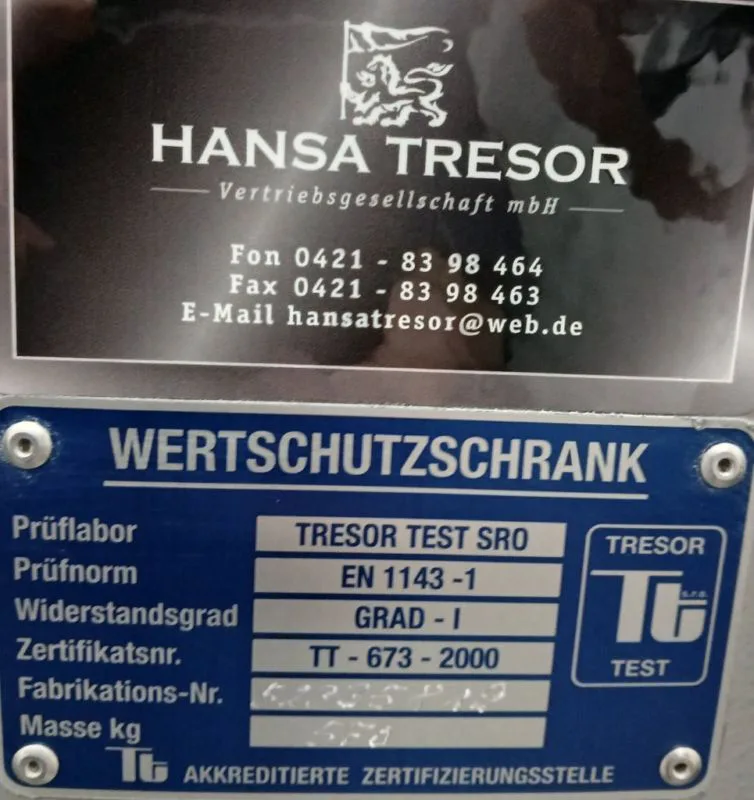 HANSA TRESOR
Vertriebsgesellschaft mbH
Fon 0421 - 83 98 464
Fax 0421 - 83 98 463
E-Mail hansatresor@web.de
WERTSCHUTZSCHRANK
Prüflabor TRESOR TEST SRO
Prüfnorm EN 1143 -1
Widerstandsgrad GRAD - I
Zertifikatsnr. TT - 673 - 2000
Fabrikations-Nr.
Masse kg
TRESOR
Tt s.r.o.
TEST
Tt AKKREDITIERTE ZERTIFIZIERUNGSSTELLE